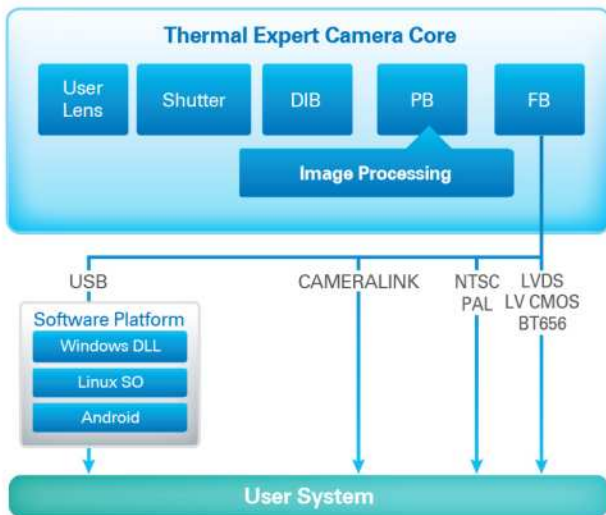 Thermal Expert Camera Core
User
Lens
Shutter
DIB
PB
FB
Image Processing
USB
CAMERALINK
NTSC
PAL
LVDS
LV CMOS
BT656
Software Platform
Windows DLL
Linux SO
Android
User System